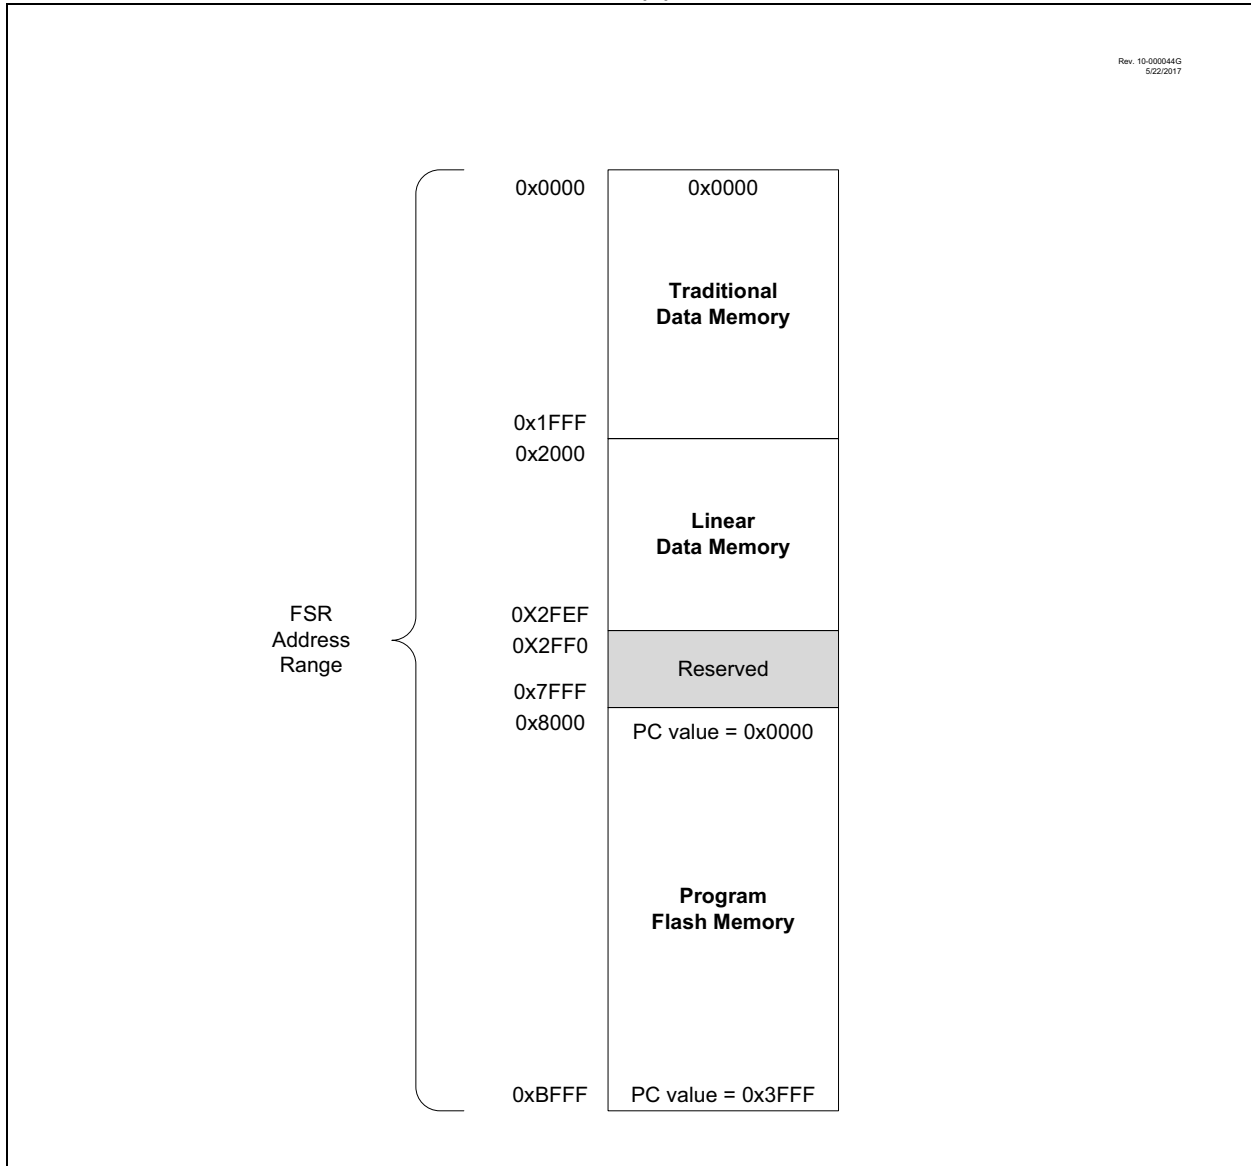 Rev. 10-000044G
5/22/2017
0x0000
0x0000
Traditional
Data Memory
0x1FFF
0x2000
Linear
Data Memory
FSR
Address
Range
0X2FEF
0X2FF0
Reserved
0x7FFF
0x8000
PC value = 0x0000
Program
Flash Memory
0xBFFF
PC value = 0x3FFF